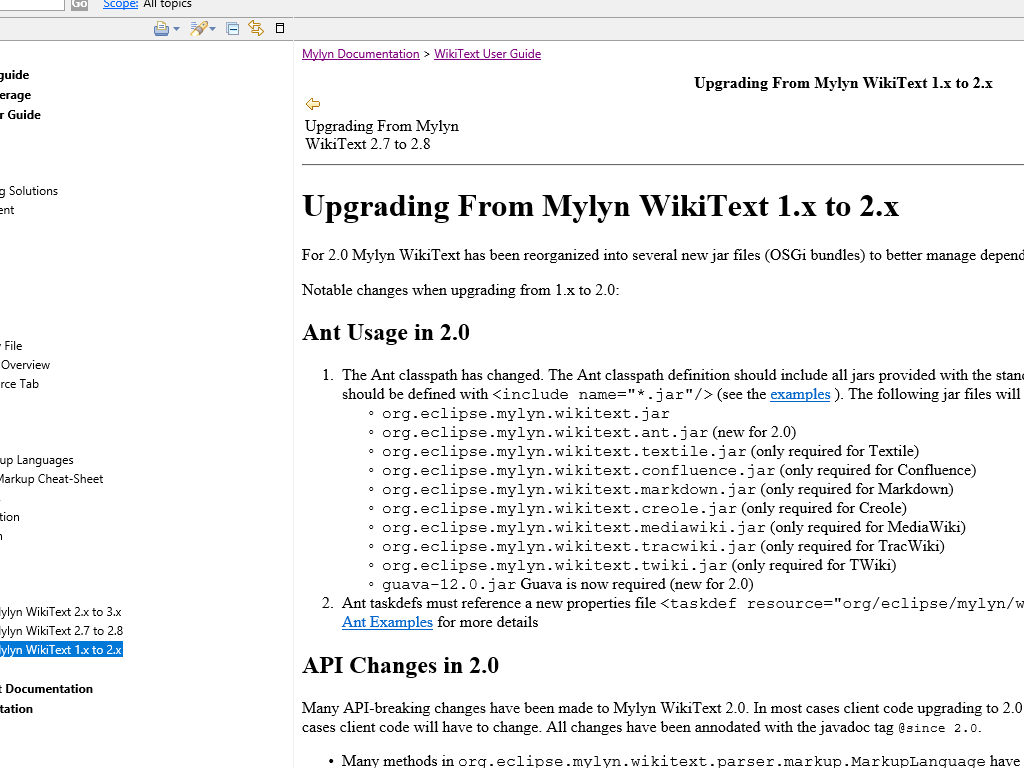 Go Scope: All topics
guide
erage
r Guide
g Solutions
ent
File
Overview
rce Tab
up Languages
Markup Cheat-Sheet
tion
n
ylyn WikiText 2.x to 3.x
ylyn WikiText 2.7 to 2.8
ylyn WikiText 1.x to 2.x
t Documentation
tation
Mylyn Documentation > WikiText User Guide
Upgrading From Mylyn WikiText 1.x to 2.x
Upgrading From Mylyn
WikiText 2.7 to 2.8
Upgrading From Mylyn WikiText 1.x to 2.x
For 2.0 Mylyn WikiText has been reorganized into several new jar files (OSGi bundles) to better manage depend
Notable changes when upgrading from 1.x to 2.0:
Ant Usage in 2.0
1. The Ant classpath has changed. The Ant classpath definition should include all jars provided with the stan
should be defined with <include name="*.jar"/> (see the examples ). The following jar files will
◦ org.eclipse.mylyn.wikitext.jar
◦ org.eclipse.mylyn.wikitext.ant.jar (new for 2.0)
◦ org.eclipse.mylyn.wikitext.textile.jar (only required for Textile)
◦ org.eclipse.mylyn.wikitext.confluence.jar (only required for Confluence)
◦ org.eclipse.mylyn.wikitext.markdown.jar (only required for Markdown)
◦ org.eclipse.mylyn.wikitext.creole.jar (only required for Creole)
◦ org.eclipse.mylyn.wikitext.mediawiki.jar (only required for MediaWiki)
◦ org.eclipse.mylyn.wikitext.tracwiki.jar (only required for TracWiki)
◦ org.eclipse.mylyn.wikitext.twiki.jar (only required for TWiki)
◦ guava-12.0.jar Guava is now required (new for 2.0)
2. Ant taskdefs must reference a new properties file <taskdef resource="org/eclipse/mylyn/w
Ant Examples for more details
API Changes in 2.0
Many API-breaking changes have been made to Mylyn WikiText 2.0. In most cases client code upgrading to 2.0
cases client code will have to change. All changes have been annodated with the javadoc tag @since 2.0.
• Many methods in org.eclipse.mylyn.wikitext.parser.markup.MarkupLanguage have